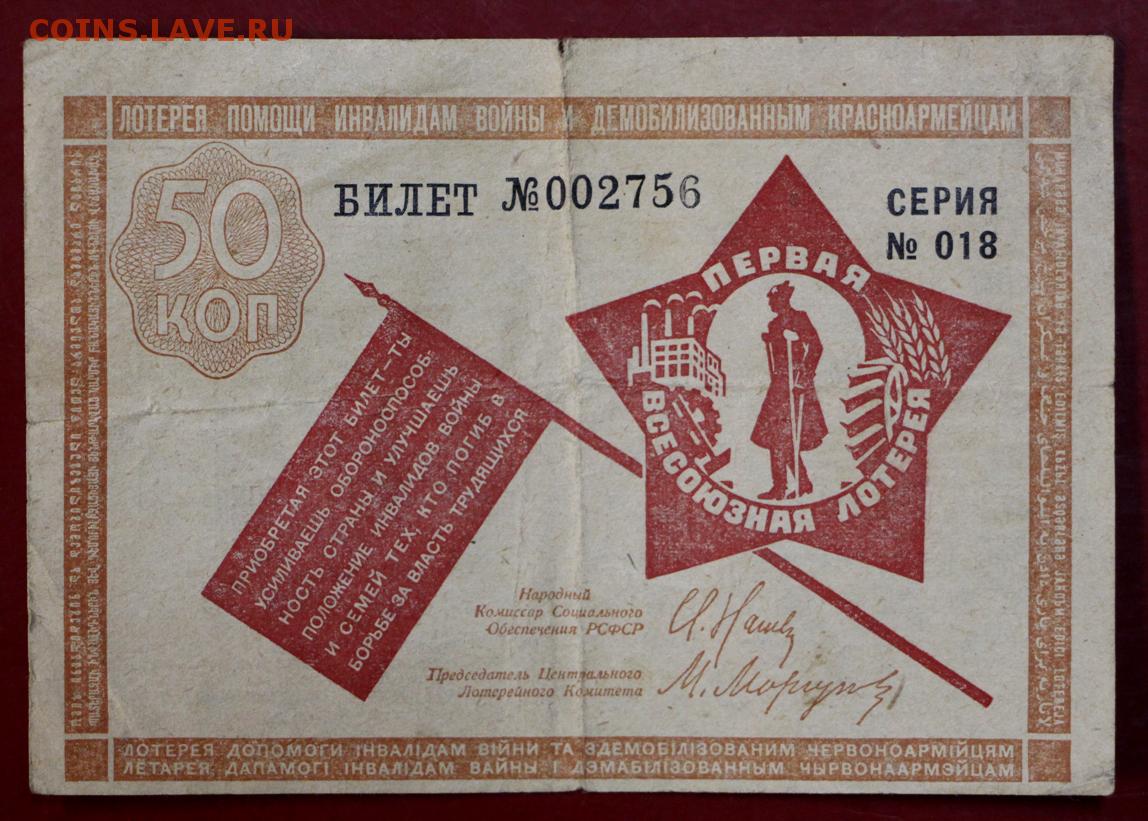 COINS.LAVE.RU
ЛОТЕРЕЯ ПОМОЩИ ИНВАЛИДАМ ВОЙНЫ И ДЕМОБИЛИЗОВАННЫМ КРАСНОАРМЕЙЦАМ
50
КОП
БИЛЕТ №002756
СЕРИЯ
№ 018
ПЕРВАЯ
ВСЕСОЮЗНАЯ ЛОТЕРЕЯ
ПРИОБРЕТАЯ ЭТОТ БИЛЕТ—ТЫ
УСИЛИВАЕШЬ ОБОРОНОСПОСОБ-
НОСТЬ СТРАНЫ И УЛУЧШАЕШЬ
ПОЛОЖЕНИЕ ИНВАЛИДОВ ВОЙНЫ
И СЕМЕЙ ТЕХ, КТО ПОГИБ В
БОРЬБЕ ЗА ВЛАСТЬ ТРУДЯЩИХСЯ
Народный
Комиссар Социального
Обеспечения РСФСР
Председатель Центрального
Лотерейного Комитета
ЛОТЕРЕЯ ДОПОМОГИ ІНВАЛІДАМ ВІЙНИ ТА ЗДЕМОБІЛІЗОВАНИМ ЧЕРВОНОАРМІЙЦЯМ
ЛЁТАРЕЯ ДАПАМОГІ ІНВАЛІДАМ ВАЙНЫ І ДЭМАБІЛІЗОВАННЫМ ЧЫРВОНААРМЭЙЦАМ